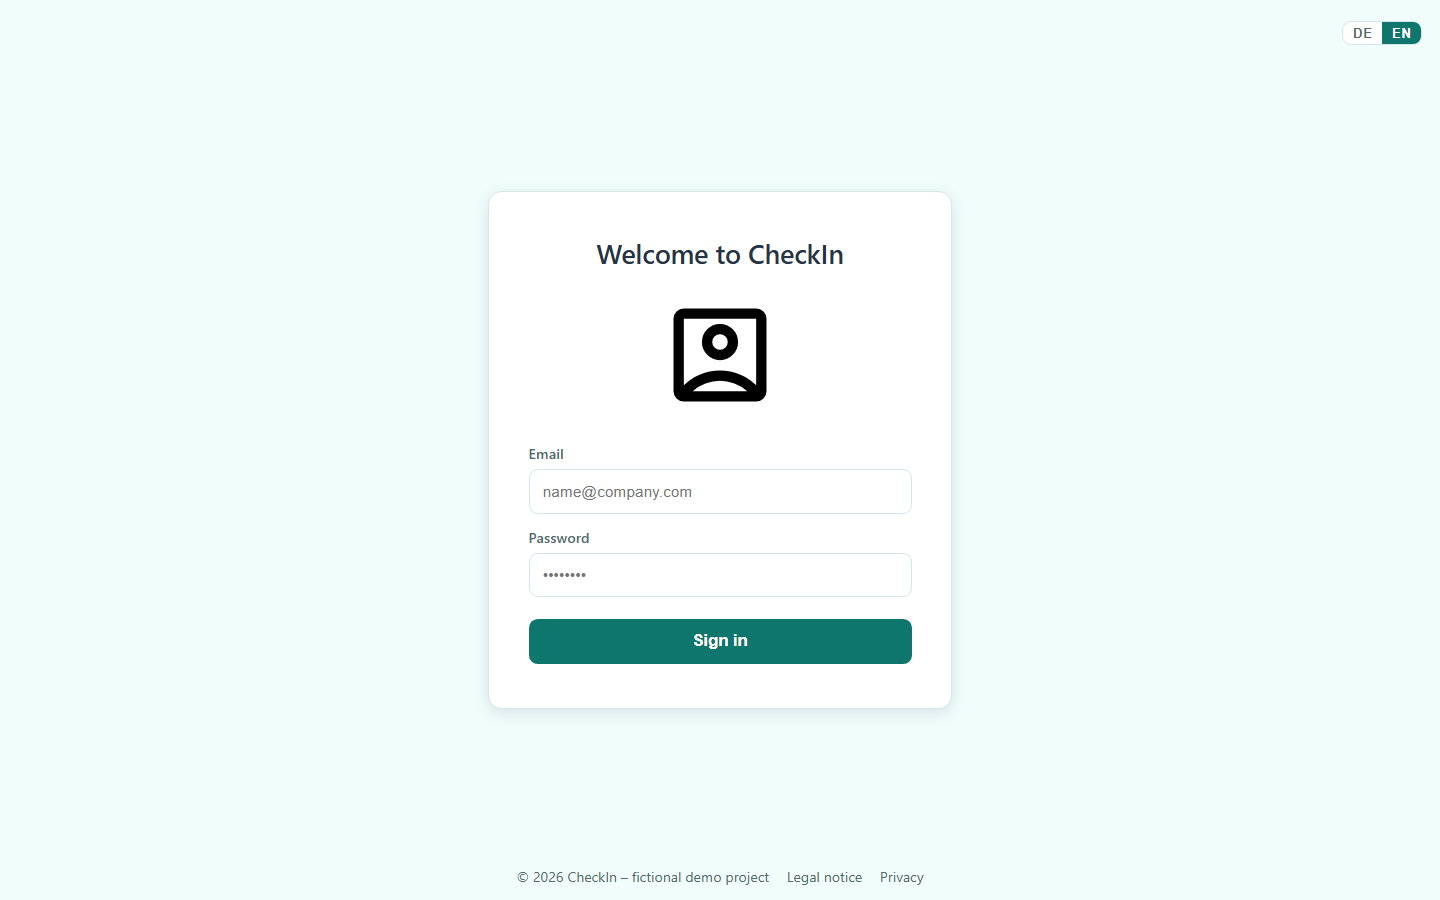 DE EN
Welcome to CheckIn
Email
name@company.com
Password
••••••••
Sign in
© 2026 CheckIn – fictional demo project Legal notice Privacy